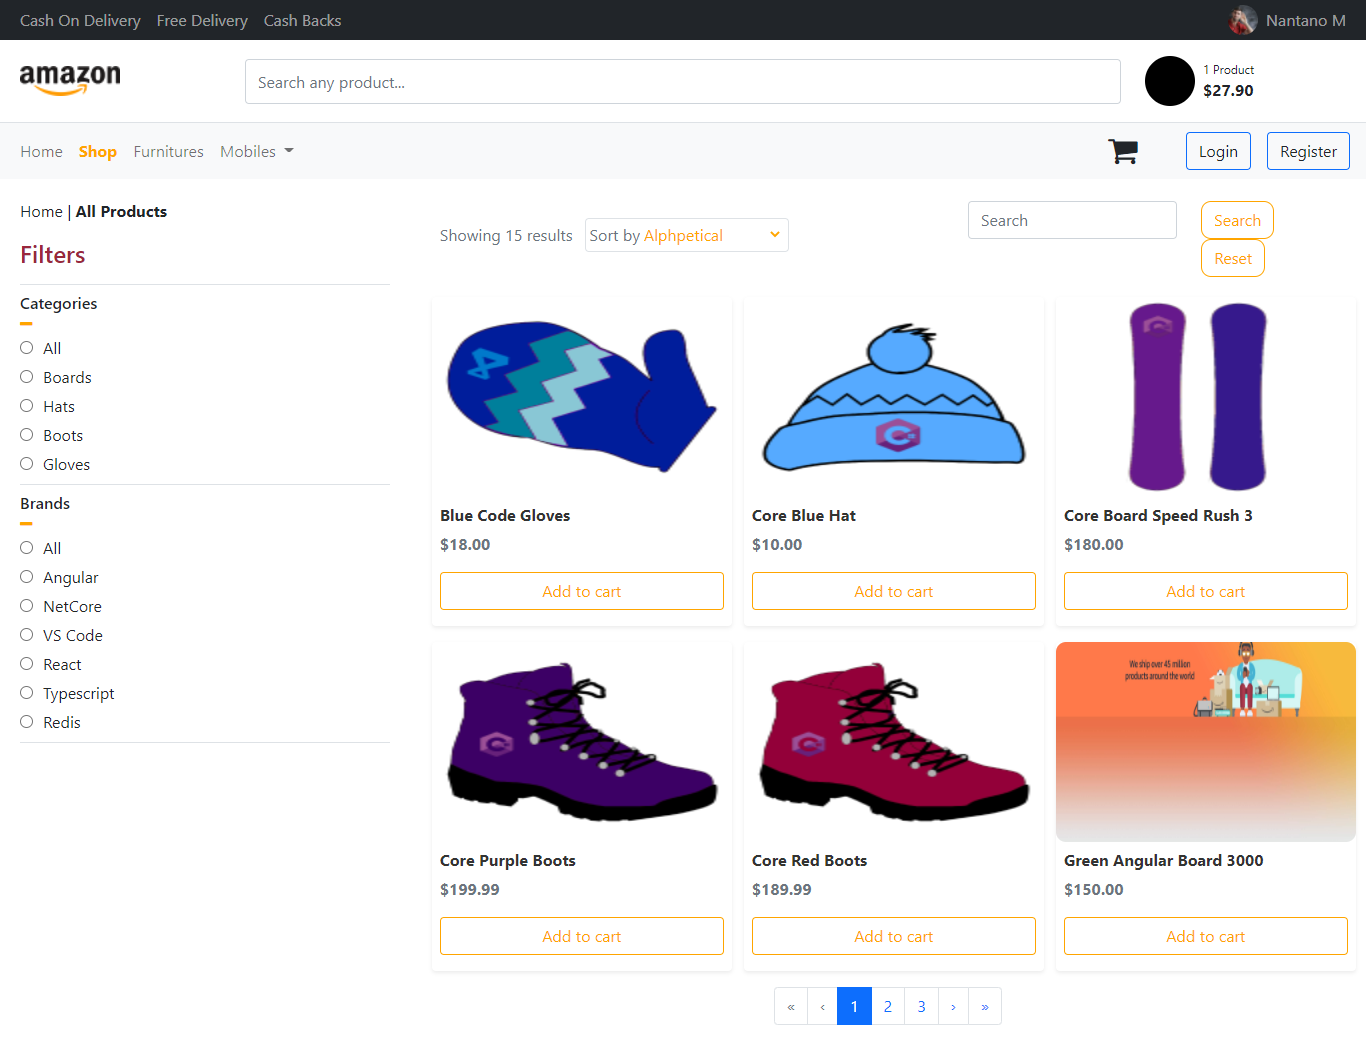 Cash On Delivery Free Delivery Cash Backs Nantano M
amazon
Search any product...
1 Product
$27.90
Home Shop Furnitures Mobiles
Login Register
Home | All Products
Filters
Categories
All
Boards
Hats
Boots
Gloves
Brands
All
Angular
NetCore
VS Code
React
Typescript
Redis
Showing 15 results Sort by Alphpetical
Search Search
Reset
Blue Code Gloves
$18.00
Add to cart
Core Blue Hat
$10.00
Add to cart
Core Board Speed Rush 3
$180.00
Add to cart
Core Purple Boots
$199.99
Add to cart
Core Red Boots
$189.99
Add to cart
We ship over 45 million
products around the world
Green Angular Board 3000
$150.00
Add to cart
« ‹ 1 2 3 › »